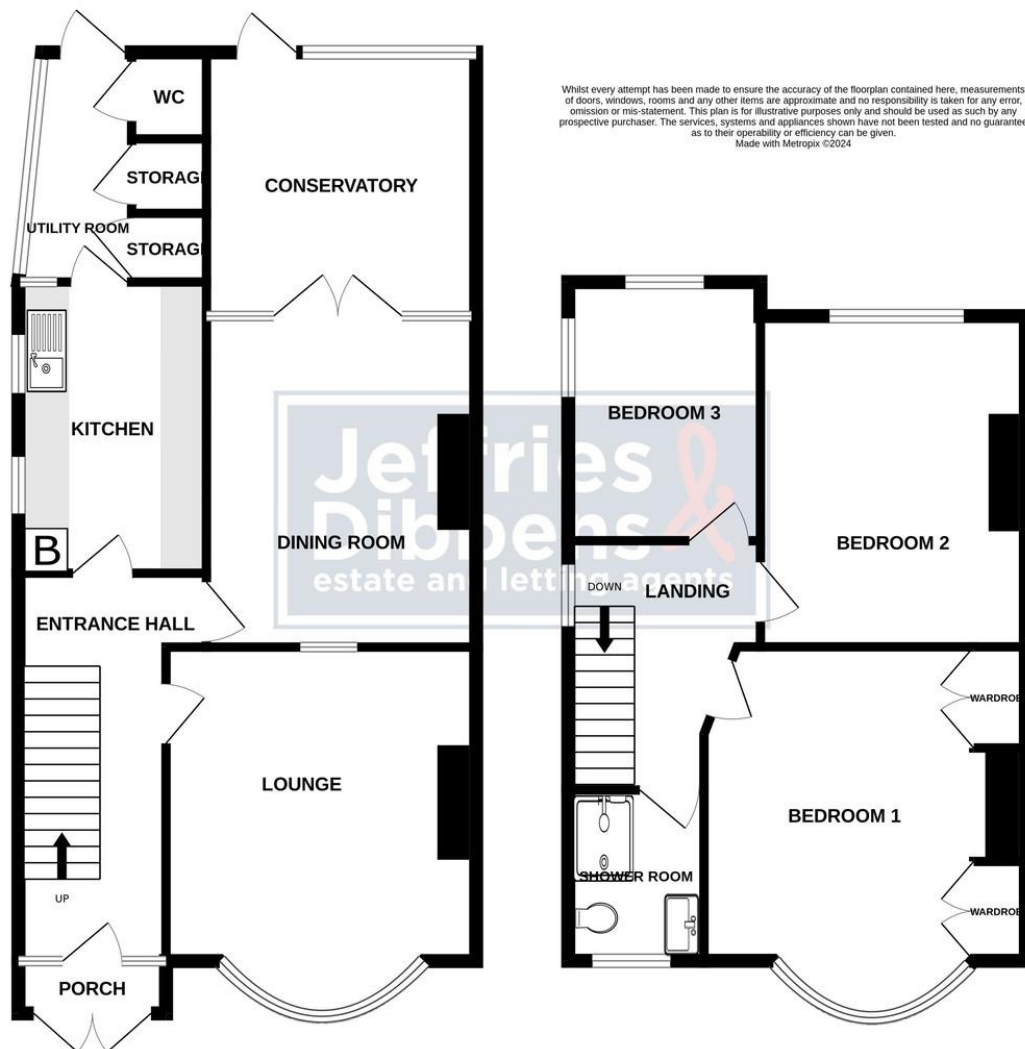 WC
STORAGE
CONSERVATORY
UTILITY ROOM
STORAGE
KITCHEN
B
DINING ROOM
ENTRANCE HALL
LOUNGE
UP
PORCH
Whilst every attempt has been made to ensure the accuracy of the floorplan contained here, measurements
of doors, windows, rooms and any other items are approximate and no responsibility is taken for any error,
omission or mis-statement. This plan is for illustrative purposes only and should be used as such by any
prospective purchaser. The services, systems and appliances shown have not been tested and no guarantee
as to their operability or efficiency can be given.
Made with Metropix ©2024
BEDROOM 3
BEDROOM 2
DOWN
LANDING
WARDROBE
BEDROOM 1
SHOWER ROOM
WARDROBE
Jeffries &
Dibbens
estate and letting agents